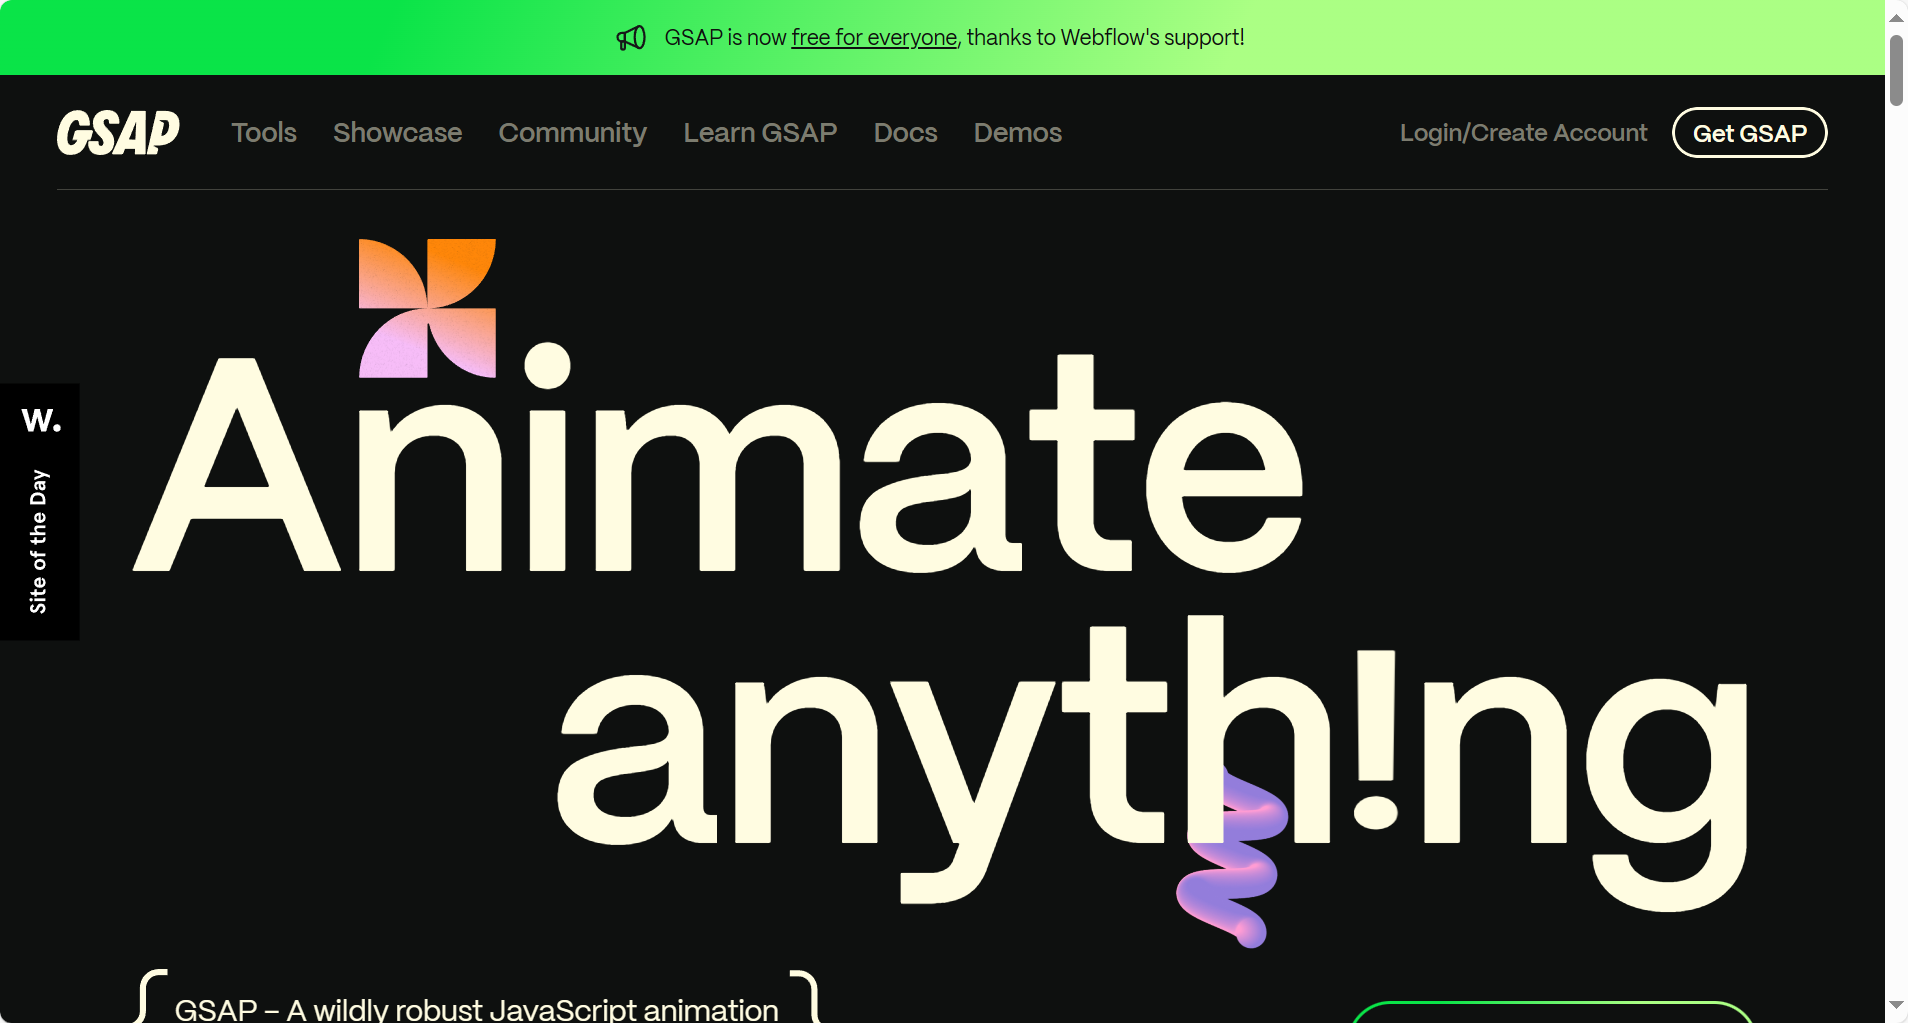 GSAP is now free for everyone, thanks to Webflow's support!
GSAP Tools Showcase Community Learn GSAP Docs Demos Login/Create Account Get GSAP
Animate
W.
Site of the Day
anyth!ng
GSAP – A wildly robust JavaScript animation